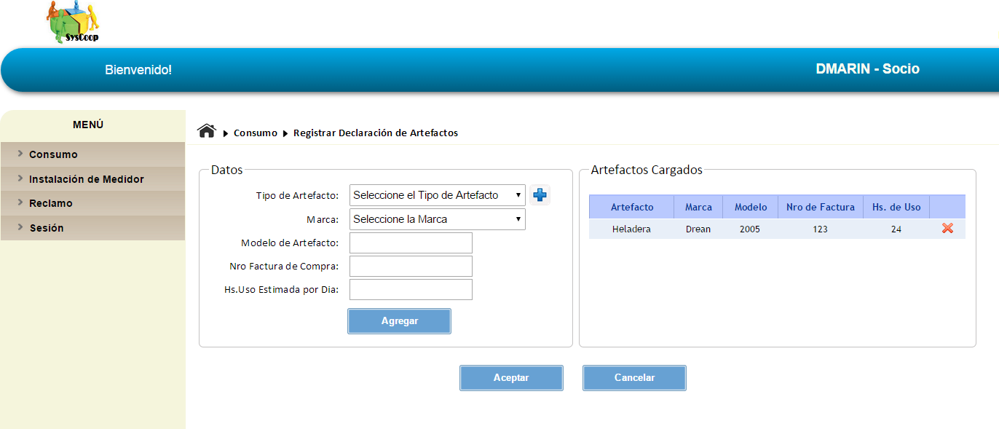 SysCoop
Bienvenido!
DMARIN - Socio
MENÚ
Consumo
Instalación de Medidor
Reclamo
Sesión
Consumo Registrar Declaración de Artefactos
Datos
Tipo de Artefacto: Seleccione el Tipo de Artefacto
Marca: Seleccione la Marca
Modelo de Artefacto:
Nro Factura de Compra:
Hs.Uso Estimada por Dia:
Agregar
Artefactos Cargados
Artefacto Marca Modelo Nro de Factura Hs. de Uso
Heladera Drean 2005 123 24
Aceptar Cancelar